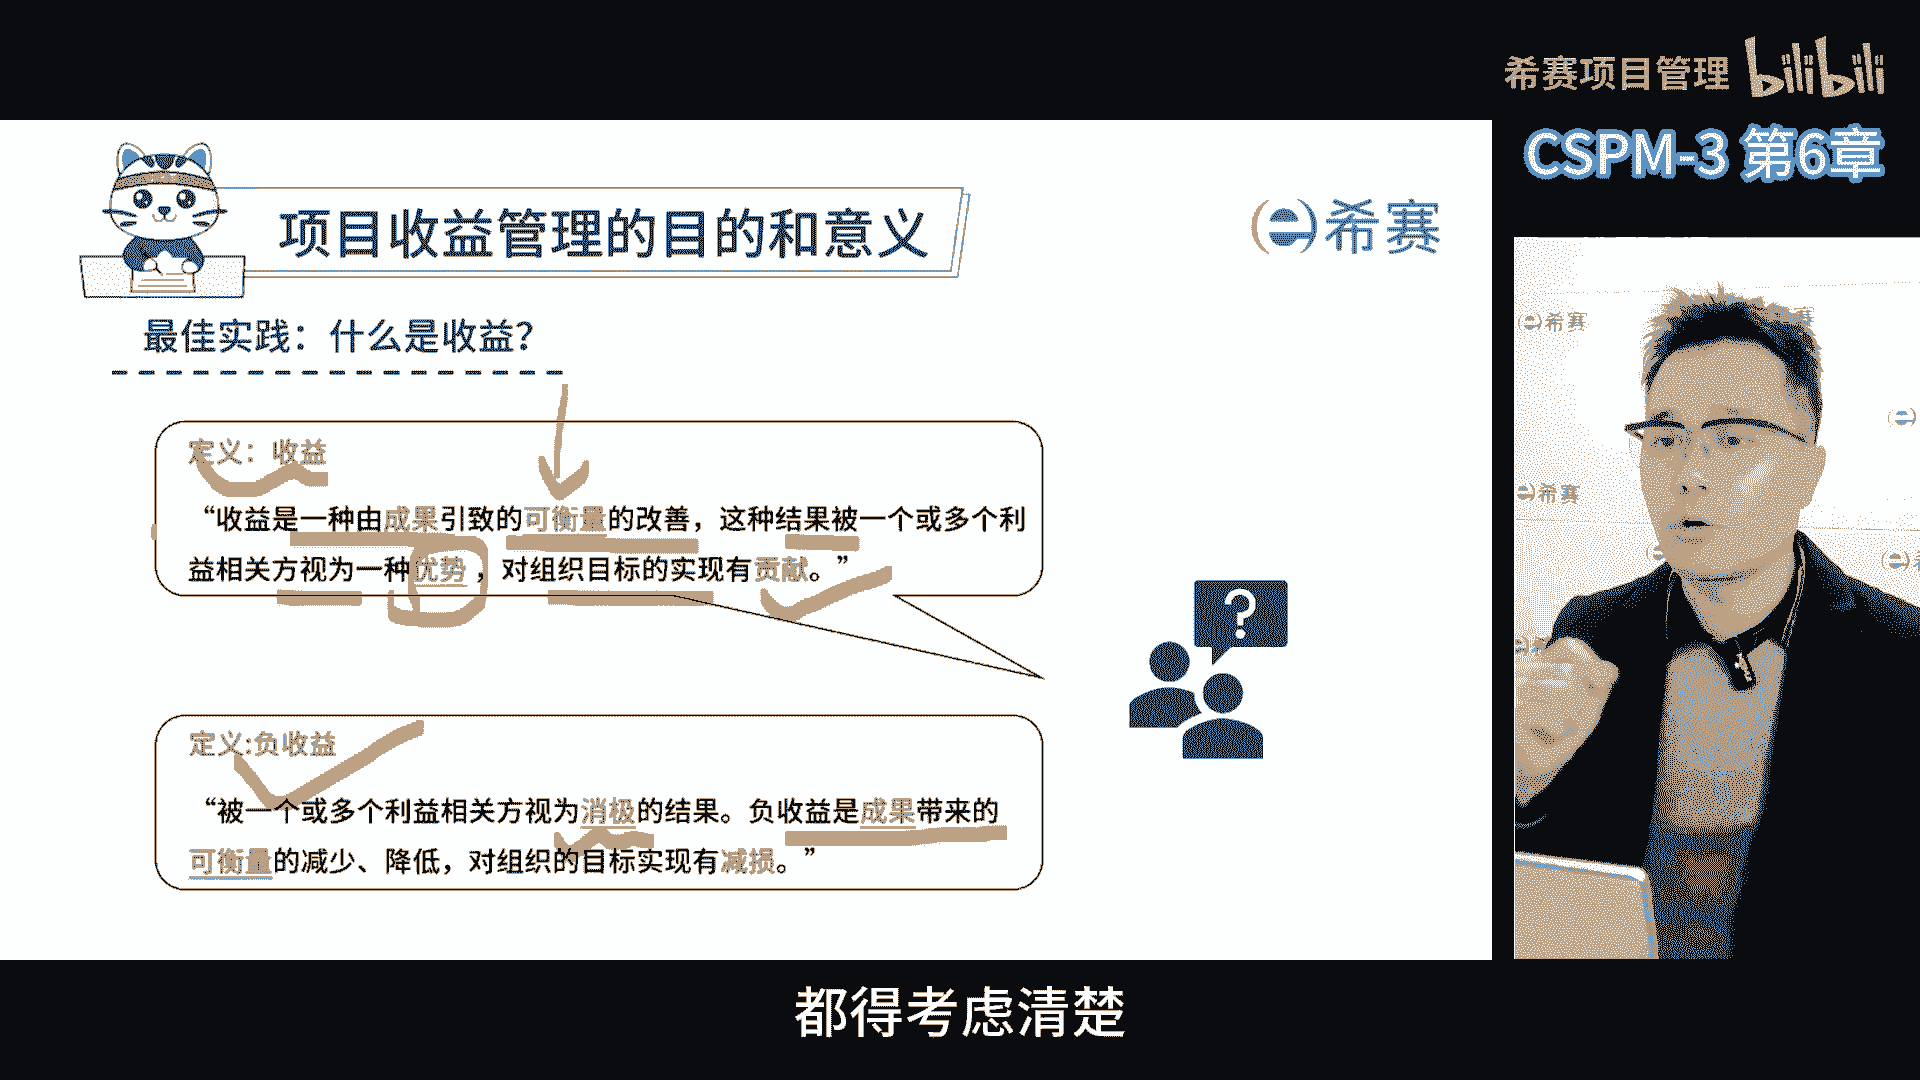 希赛项目管理 bilibili
CSPM-3 第6章
项目收益管理的目的和意义
希赛
最佳实践：什么是收益？
定义：收益
“收益是一种由成果引致的可衡量的改善，这种结果被一个或多个利
益相关方视为一种优势，对组织目标的实现有贡献。”
定义:负收益
“被一个或多个利益相关方视为消极的结果。负收益是成果带来的
可衡量的减少、降低，对组织的目标实现有减损。”
?
希赛
希赛
都得考虑清楚